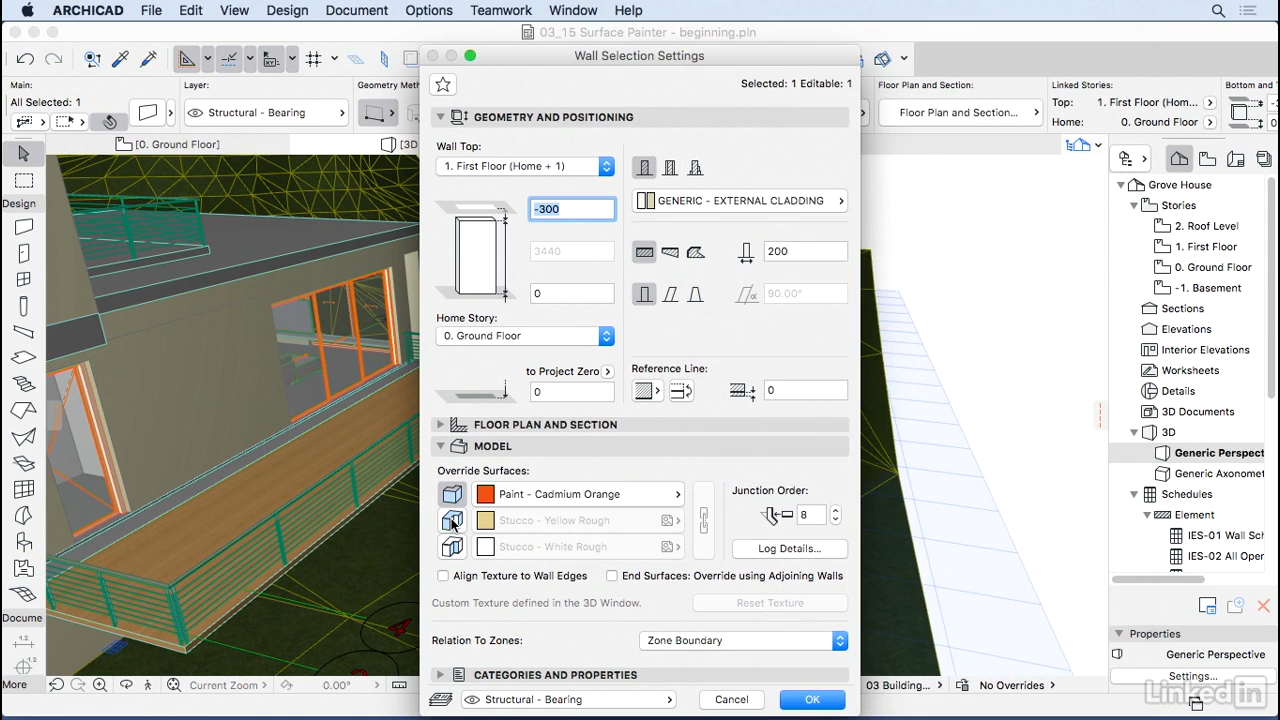 ARCHICAD File Edit View Design Document Options Teamwork Window Help
03_15 Surface Painter - beginning.pln
Main:
All Selected: 1
Layer:
Structural - Bearing
Geometry Meth
[0. Ground Floor]
[3D
Design
Docume
More
Current Zoom
0.00°
Wall Selection Settings
Selected: 1 Editable: 1
GEOMETRY AND POSITIONING
Wall Top:
1. First Floor (Home + 1)
-300
3440
0
GENERIC - EXTERNAL CLADDING
200
90.00°
Home Story:
0. Ground Floor
to Project Zero
0
Reference Line:
0
FLOOR PLAN AND SECTION
MODEL
Override Surfaces:
Paint - Cadmium Orange
Stucco - Yellow Rough
Stucco - White Rough
Junction Order:
8
Log Details...
Align Texture to Wall Edges
End Surfaces: Override using Adjoining Walls
Custom Texture defined in the 3D Window.
Reset Texture
Relation To Zones:
Zone Boundary
CATEGORIES AND PROPERTIES
Structural - Bearing
Cancel
OK
Floor Plan and Section:
Floor Plan and Section...
Linked Stories:
Top: 1. First Floor (Hom...
Home: 0. Ground Floor
Bottom and
Grove House
Stories
2. Roof Level
1. First Floor
0. Ground Floor
-1. Basement
Sections
Elevations
Interior Elevations
Worksheets
Details
3D Documents
3D
Generic Perspect
Generic Axonomet
Schedules
Element
IES-01 Wall Sch
IES-02 All Open
Properties
Generic Perspective
Settings...
03 Building...
No Overrides
LinkedIn